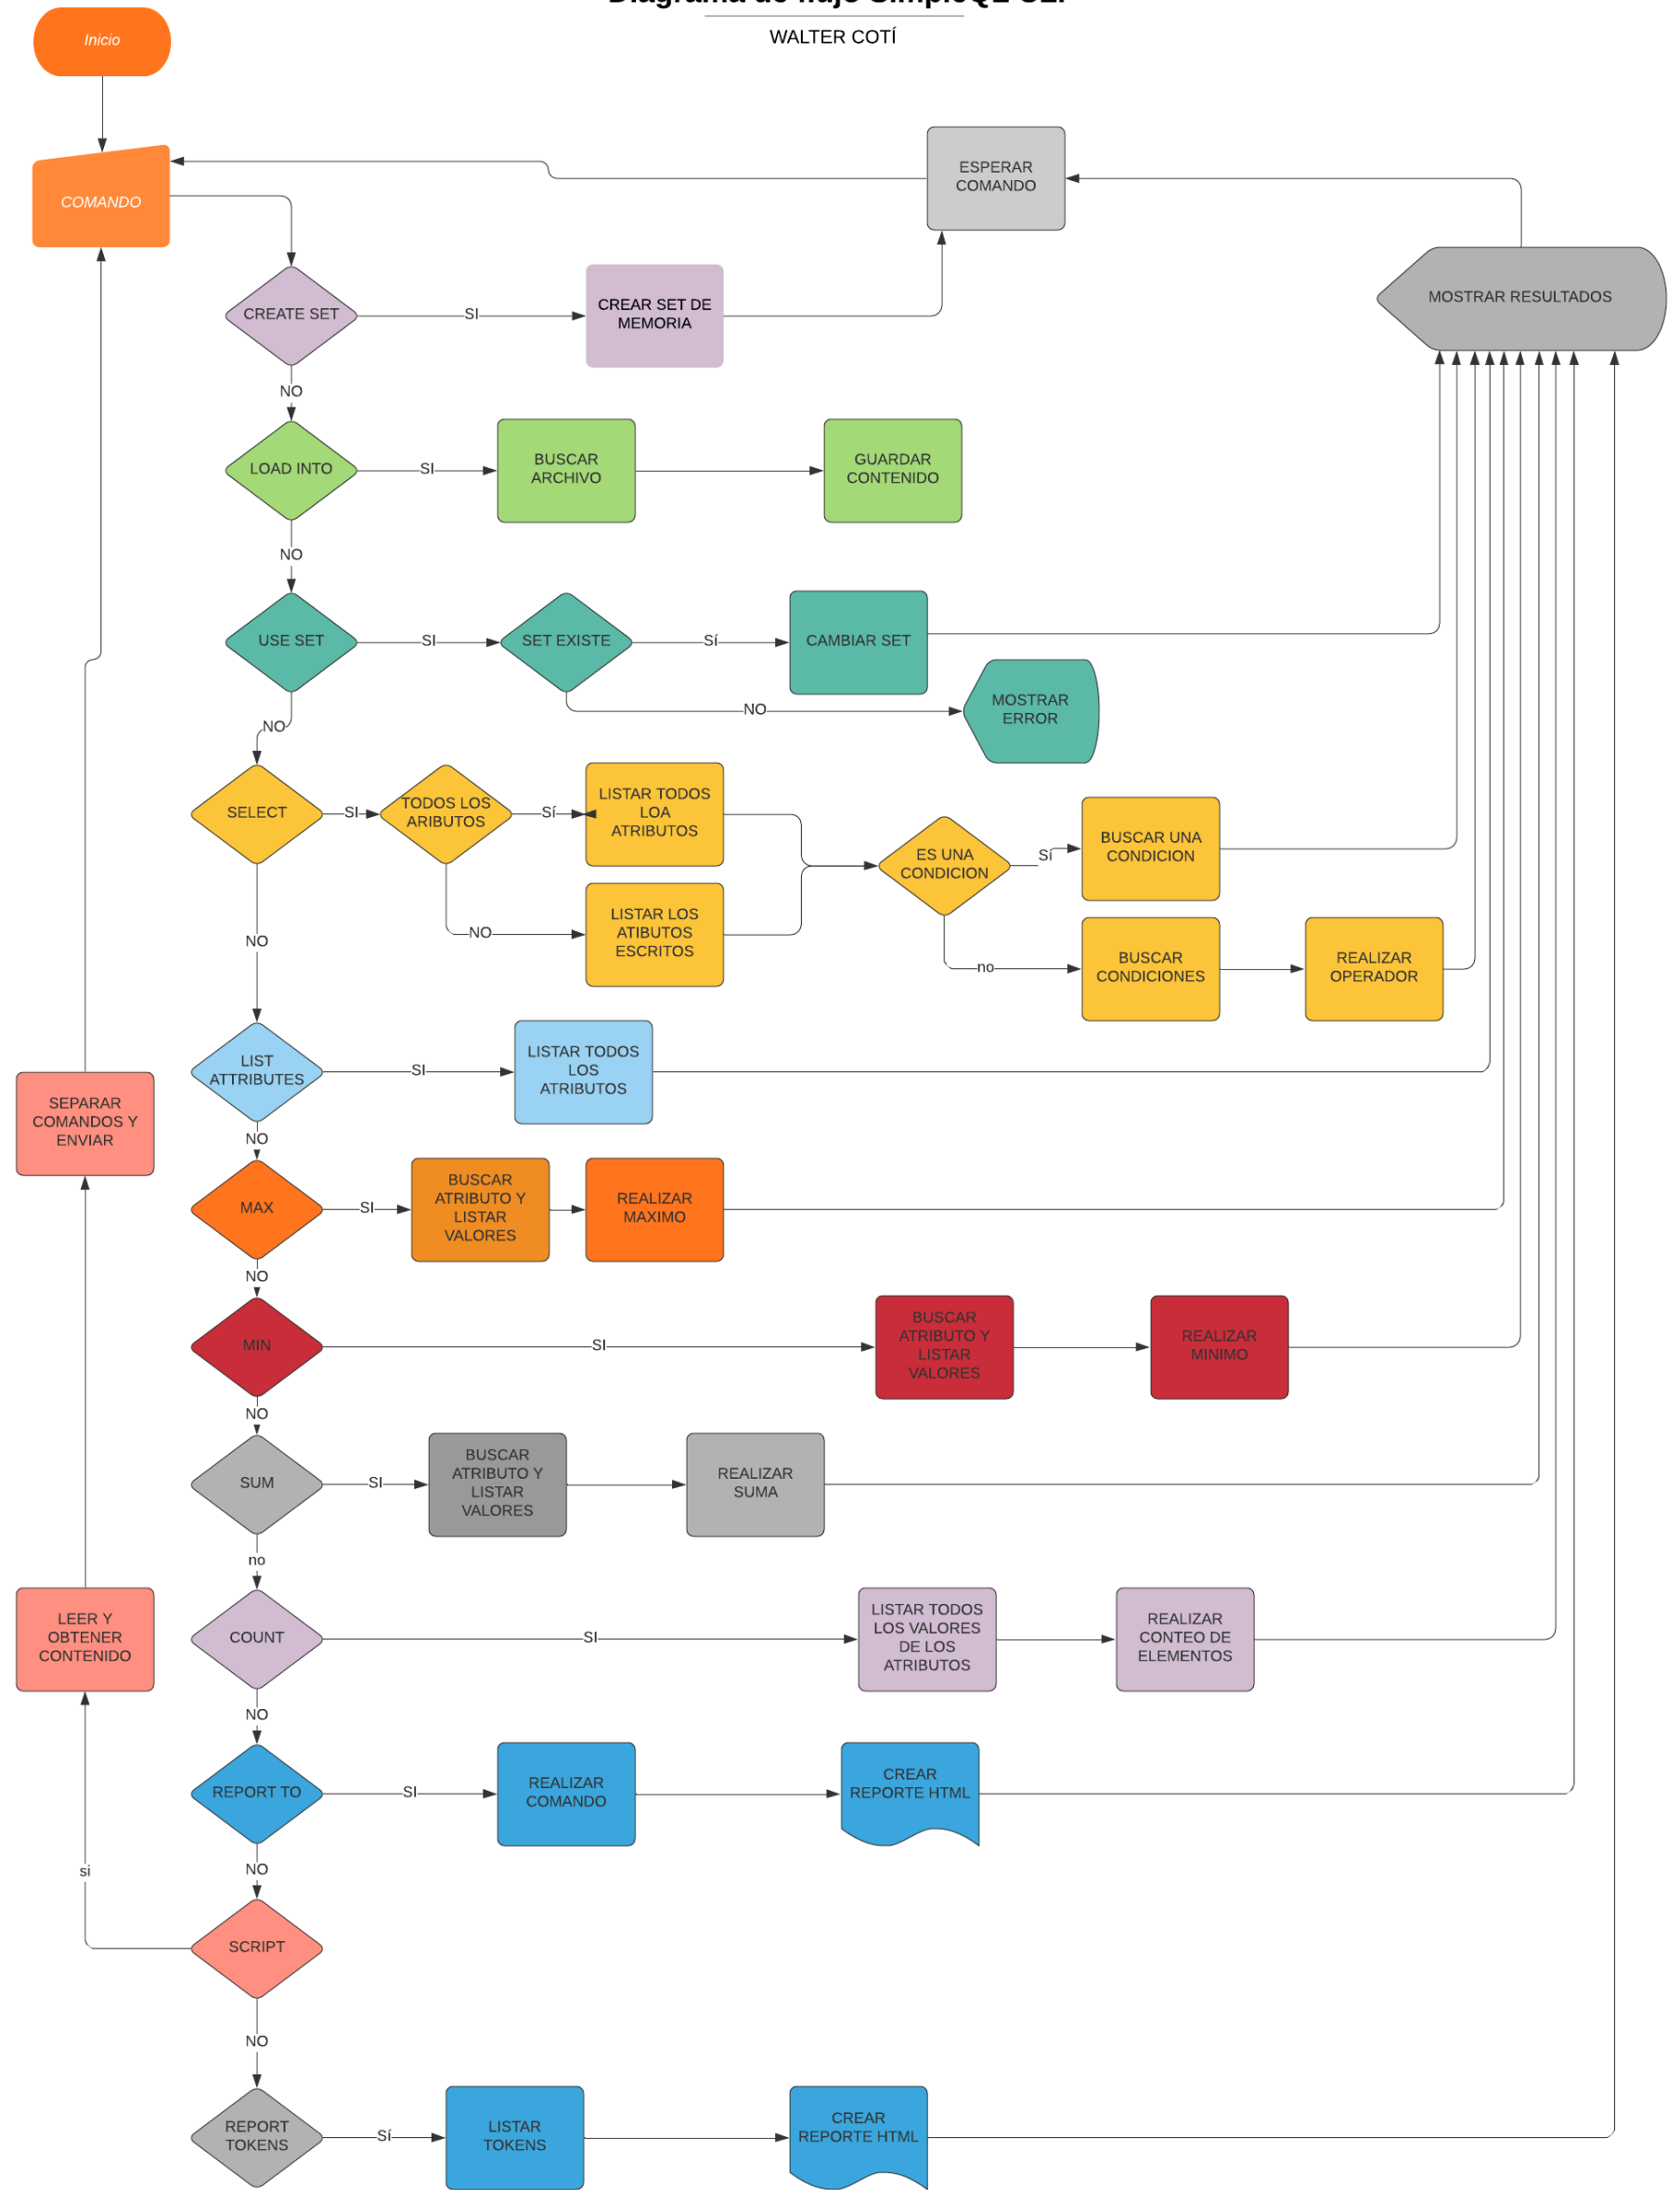 WALTER COTÍ
Inicio
COMANDO
ESPERAR
COMANDO
MOSTRAR RESULTADOS
CREATE SET
SI
CREAR SET DE
MEMORIA
NO
LOAD INTO
SI
BUSCAR
ARCHIVO
GUARDAR
CONTENIDO
NO
USE SET
SI
SET EXISTE
Sí
CAMBIAR SET
NO
MOSTRAR
ERROR
NO
SELECT
SI
TODOS LOS
ARIBUTOS
Sí
LISTAR TODOS
LOA
ATRIBUTOS
NO
LISTAR LOS
ATIBUTOS
ESCRITOS
ES UNA
CONDICION
Sí
BUSCAR UNA
CONDICION
no
BUSCAR
CONDICIONES
REALIZAR
OPERADOR
NO
LIST
ATTRIBUTES
SI
LISTAR TODOS
LOS
ATRIBUTOS
SEPARAR
COMANDOS Y
ENVIAR
NO
MAX
SI
BUSCAR
ATRIBUTO Y
LISTAR
VALORES
REALIZAR
MAXIMO
NO
MIN
SI
BUSCAR
ATRIBUTO Y
LISTAR
VALORES
REALIZAR
MINIMO
NO
SUM
SI
BUSCAR
ATRIBUTO Y
LISTAR
VALORES
REALIZAR
SUMA
no
LEER Y
OBTENER
CONTENIDO
COUNT
SI
LISTAR TODOS
LOS VALORES
DE LOS
ATRIBUTOS
REALIZAR
CONTEO DE
ELEMENTOS
NO
REPORT TO
SI
REALIZAR
COMANDO
CREAR
REPORTE HTML
NO
si
SCRIPT
NO
REPORT
TOKENS
Sí
LISTAR
TOKENS
CREAR
REPORTE HTML